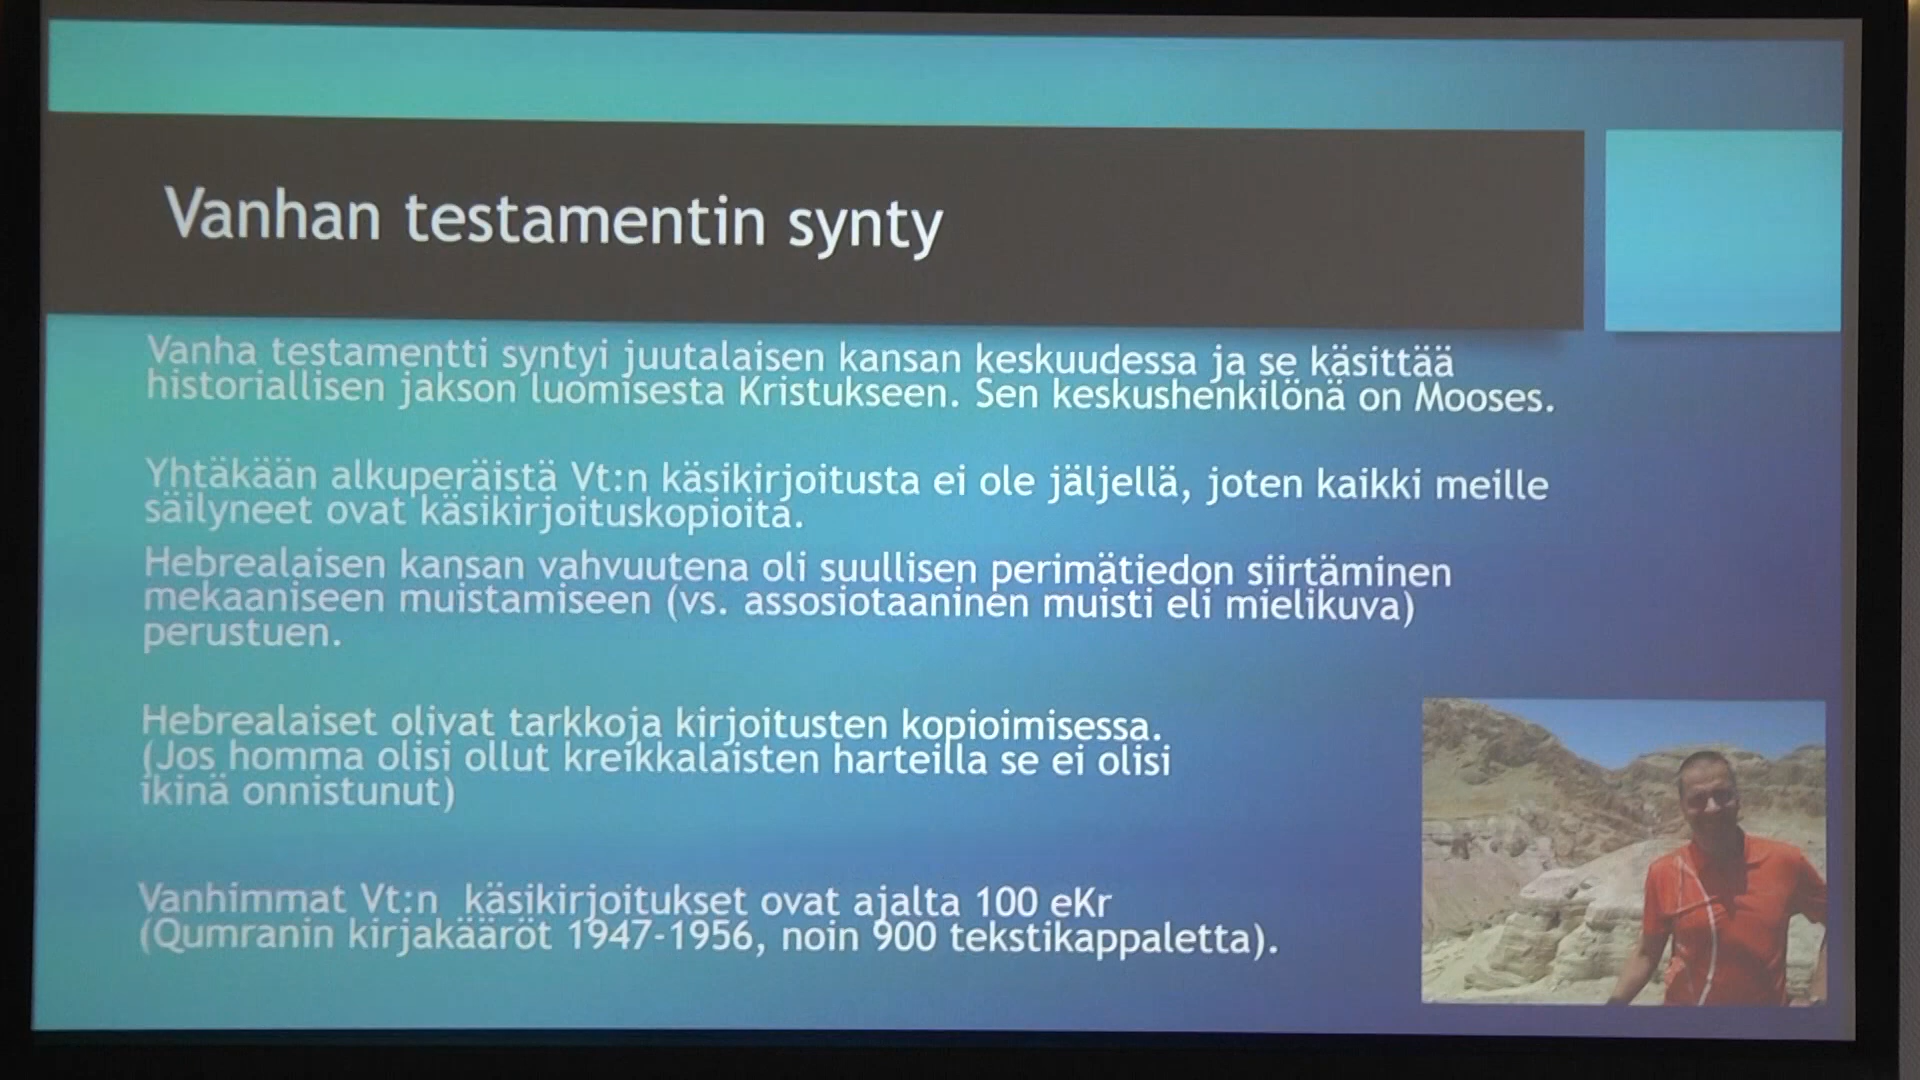 Vanhan testamentin synty
Vanha testamentti syntyi juutalaisen kansan keskuudessa ja se käsittää
historiallisen jakson luomisesta Kristukseen. Sen keskushenkilönä on Mooses.
Yhtäkään alkuperäistä Vt:n käsikirjoitusta ei ole jäljellä, joten kaikki meille
säilyneet ovat käsikirjoituskopioita.
Hebrealaisen kansan vahvuutena oli suullisen perimätiedon siirtäminen
mekaaniseen muistamiseen (vs. assosiotaaninen muisti eli mielikuva)
perustuen.
Hebrealaiset olivat tarkkoja kirjoitusten kopioimisessa.
(Jos homma olisi ollut kreikkalaisten harteilla se ei olisi
ikinä onnistunut)
Vanhimmat Vt:n käsikirjoitukset ovat ajalta 100 eKr
(Qumranin kirjakääröt 1947-1956, noin 900 tekstikappaletta).